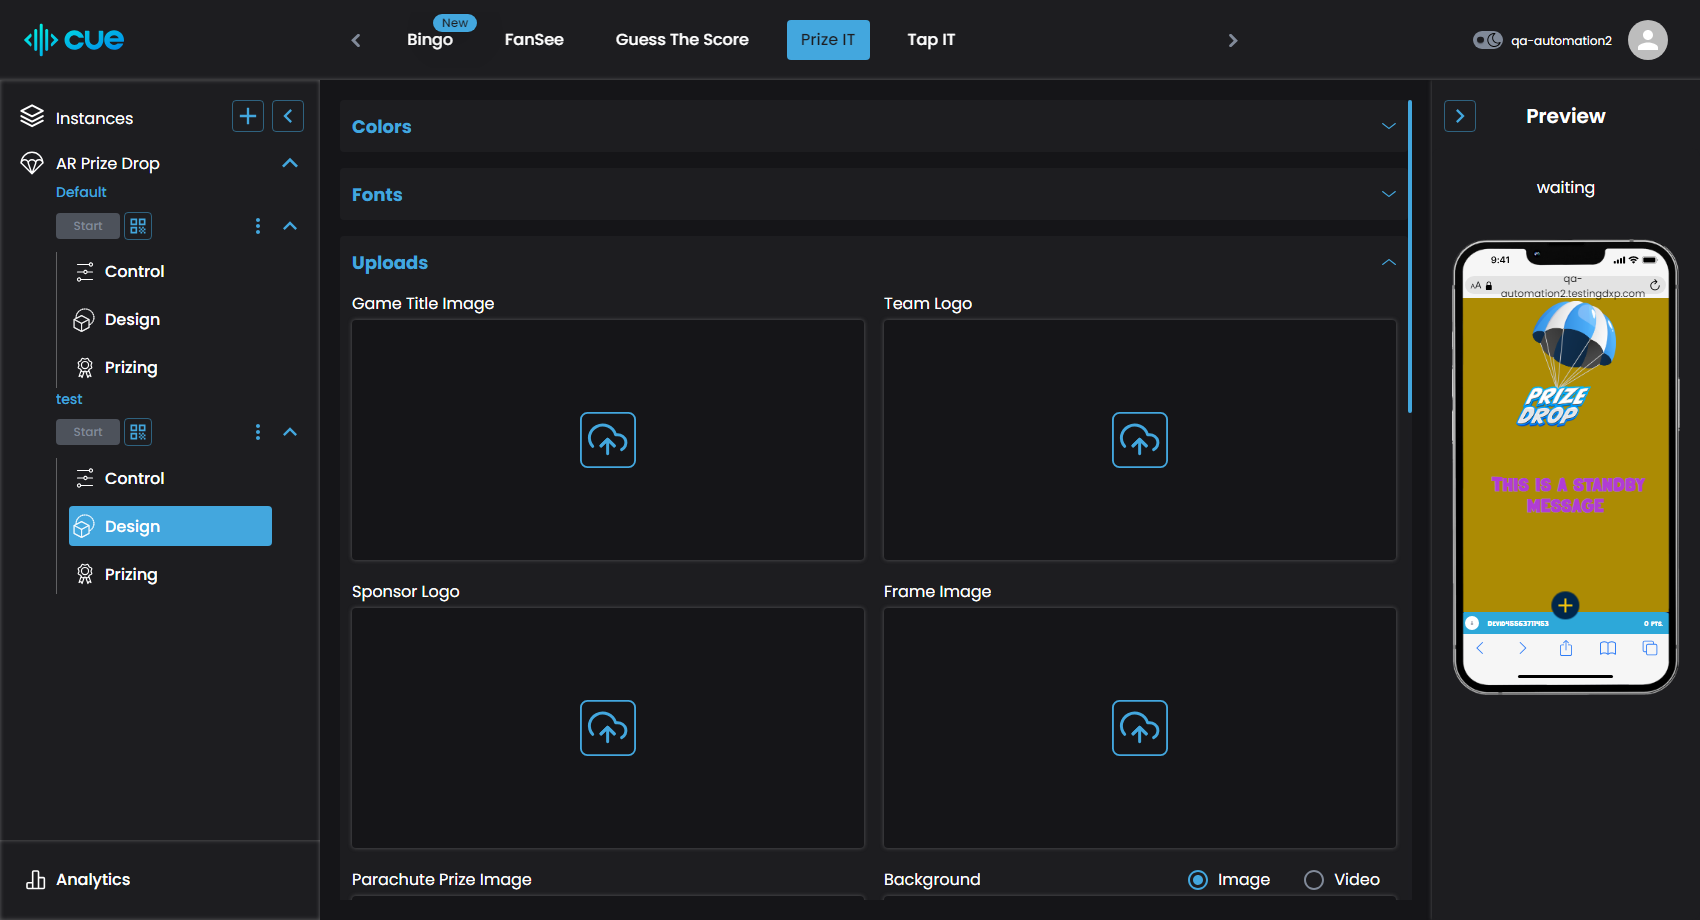 cue
New
Bingo
FanSee
Guess The Score
Prize IT
Tap IT
qa-automation2
Instances
AR Prize Drop
Default
Start
Control
Design
Prizing
test
Start
Control
Design
Prizing
Analytics
Colors
Fonts
Uploads
Game Title Image
Team Logo
Sponsor Logo
Frame Image
Parachute Prize Image
Background
Image
Video
Preview
waiting
9:41
AA
qa-
automation2.testingdxp.com
PRIZE
DROP
THIS IS A STANDBY
MESSAGE
0 PTS.